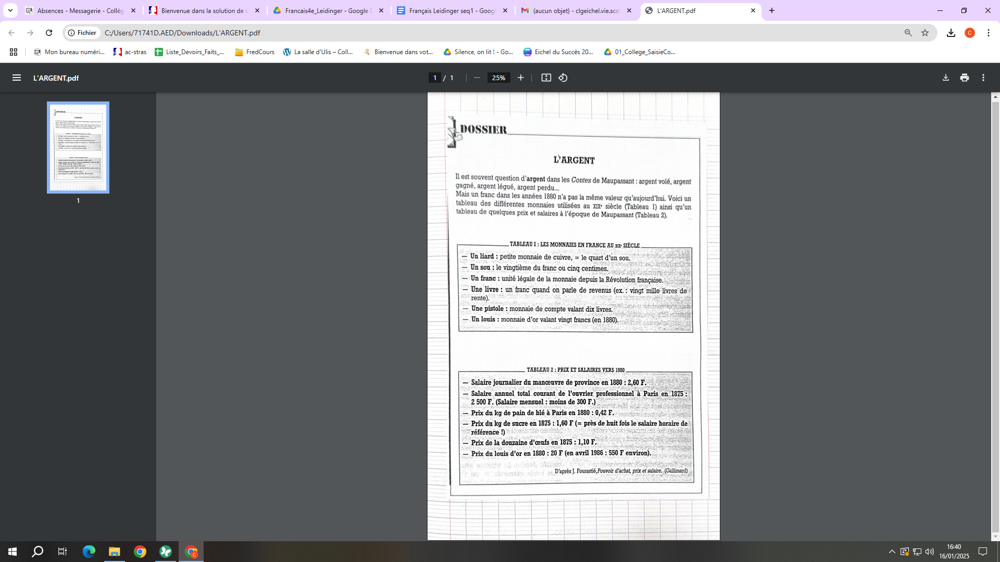 Absences - Messagerie - Collèg
Bienvenue dans la solution de c
Francais4e_Leidinger - Google D
Français Leidinger seq1 - Googl
(aucun objet) - clgeichel.vie.sco
L'ARGENT.pdf
Fichier
C:/Users/71741D.AED/Downloads/L'ARGENT.pdf
C
Mon bureau numéri...
ac-stras
Liste_Devoirs_Faits_...
FredCours
La salle d'Ulis – Coll...
Bienvenue dans vot...
Silence, on lit ! - Go...
Eichel du Succès 20...
01_College_SaisieCo...
L'ARGENT.pdf
1 / 1
25%
1
DOSSIER
L'ARGENT
Il est souvent question d'argent dans les Contes de Maupassant : argent volé, argent
gagné, argent légué, argent perdu...
Mais un franc dans les années 1880 n'a pas la même valeur qu'aujourd'hui. Voici un
tableau des différentes monnaies utilisées au XIXe siècle (Tableau 1) ainsi qu'un
tableau de quelques prix et salaires à l'époque de Maupassant (Tableau 2).
TABLEAU 1 : LES MONNAIES EN FRANCE AU XIXe SIÈCLE
— Un liard : petite monnaie de cuivre, = le quart d'un sou.
— Un sou : le vingtième du franc ou cinq centimes.
— Un franc : unité légale de la monnaie depuis la Révolution française.
— Une livre : un franc quand on parle de revenus (ex. : vingt mille livres de
rente).
— Une pistole : monnaie de compte valant dix livres.
— Un louis : monnaie d'or valant vingt francs (en 1880).
TABLEAU 2 : PRIX ET SALAIRES VERS 1880
— Salaire journalier du manœuvre de province en 1880 : 2,60 F.
— Salaire annuel total courant de l'ouvrier professionnel à Paris en 1875 :
2 500 F. (Salaire mensuel : moins de 300 F.)
— Prix du kg de pain de blé à Paris en 1880 : 0,42 F.
— Prix du kg de sucre en 1875 : 1,60 F (= près de huit fois le salaire horaire de
référence !)
— Prix de la douzaine d'œufs en 1875 : 1,10 F.
— Prix du louis d'or en 1880 : 20 F (en avril 1986 : 550 F environ).
D'après J. Fourastié, Pouvoir d'achat, prix et salaire. (Gallimard)
16:40
16/01/2025